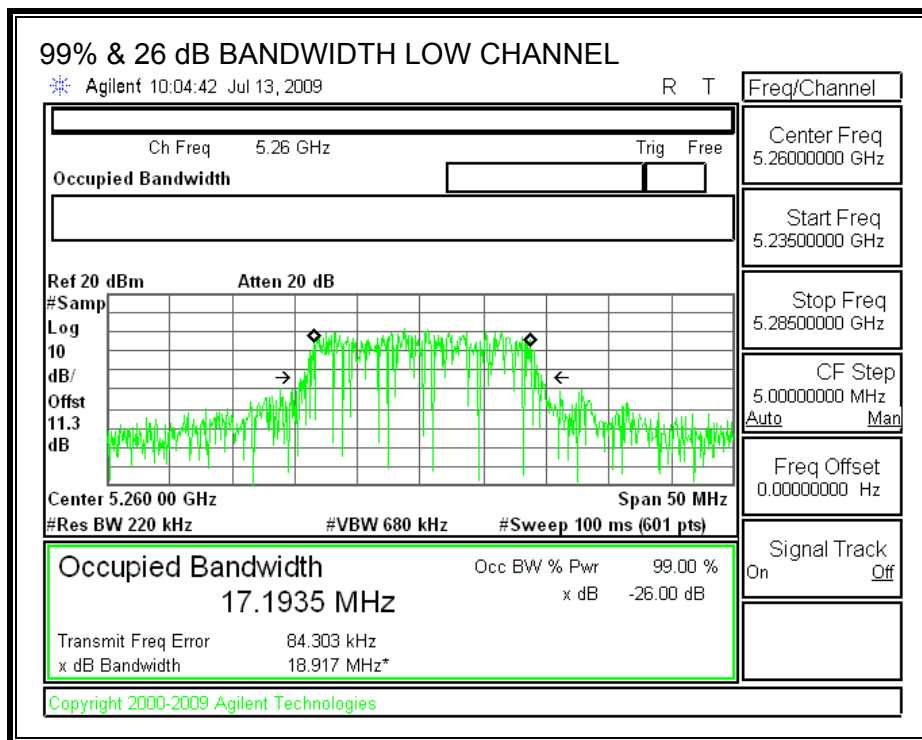 99% & 26 dB BANDWIDTH LOW CHANNEL
Agilent 10:04:42 Jul 13, 2009 R T
Freq/Channel
Ch Freq 5.26 GHz Trig Free
Occupied Bandwidth
Center Freq
5.26000000 GHz
Start Freq
5.23500000 GHz
Stop Freq
5.28500000 GHz
CF Step
5.00000000 MHz
Auto Man
Freq Offset
0.00000000 Hz
Signal Track
On Off
Ref 20 dBm Atten 20 dB
#Samp
Log
10
dB/
Offst
11.3
dB
Center 5.260 00 GHz Span 50 MHz
#Res BW 220 kHz #VBW 680 kHz #Sweep 100 ms (601 pts)
Occupied Bandwidth Occ BW % Pwr 99.00 %
17.1935 MHz x dB -26.00 dB
Transmit Freq Error 84.303 kHz
x dB Bandwidth 18.917 MHz*
Copyright 2000-2009 Agilent Technologies